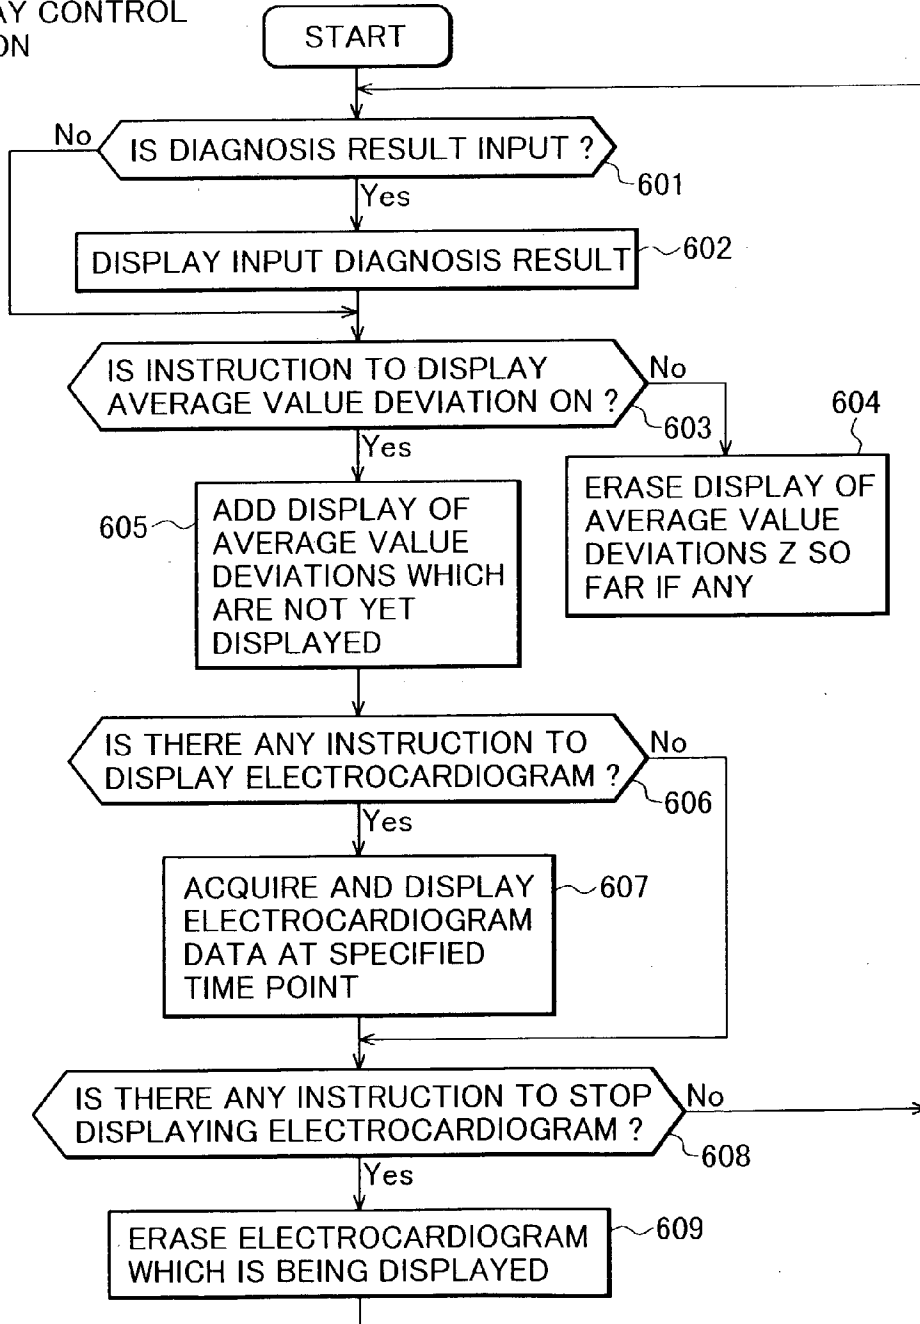 AY CONTROL
ON
START
No
IS DIAGNOSIS RESULT INPUT ?
601
Yes
DISPLAY INPUT DIAGNOSIS RESULT
602
IS INSTRUCTION TO DISPLAY
AVERAGE VALUE DEVIATION ON ?
No
603
604
Yes
605
ADD DISPLAY OF
AVERAGE VALUE
DEVIATIONS WHICH
ARE NOT YET
DISPLAYED
ERASE DISPLAY OF
AVERAGE VALUE
DEVIATIONS Z SO
FAR IF ANY
IS THERE ANY INSTRUCTION TO
DISPLAY ELECTROCARDIOGRAM ?
No
606
Yes
ACQUIRE AND DISPLAY
ELECTROCARDIOGRAM
DATA AT SPECIFIED
TIME POINT
607
IS THERE ANY INSTRUCTION TO STOP
DISPLAYING ELECTROCARDIOGRAM ?
No
608
Yes
ERASE ELECTROCARDIOGRAM
WHICH IS BEING DISPLAYED
609